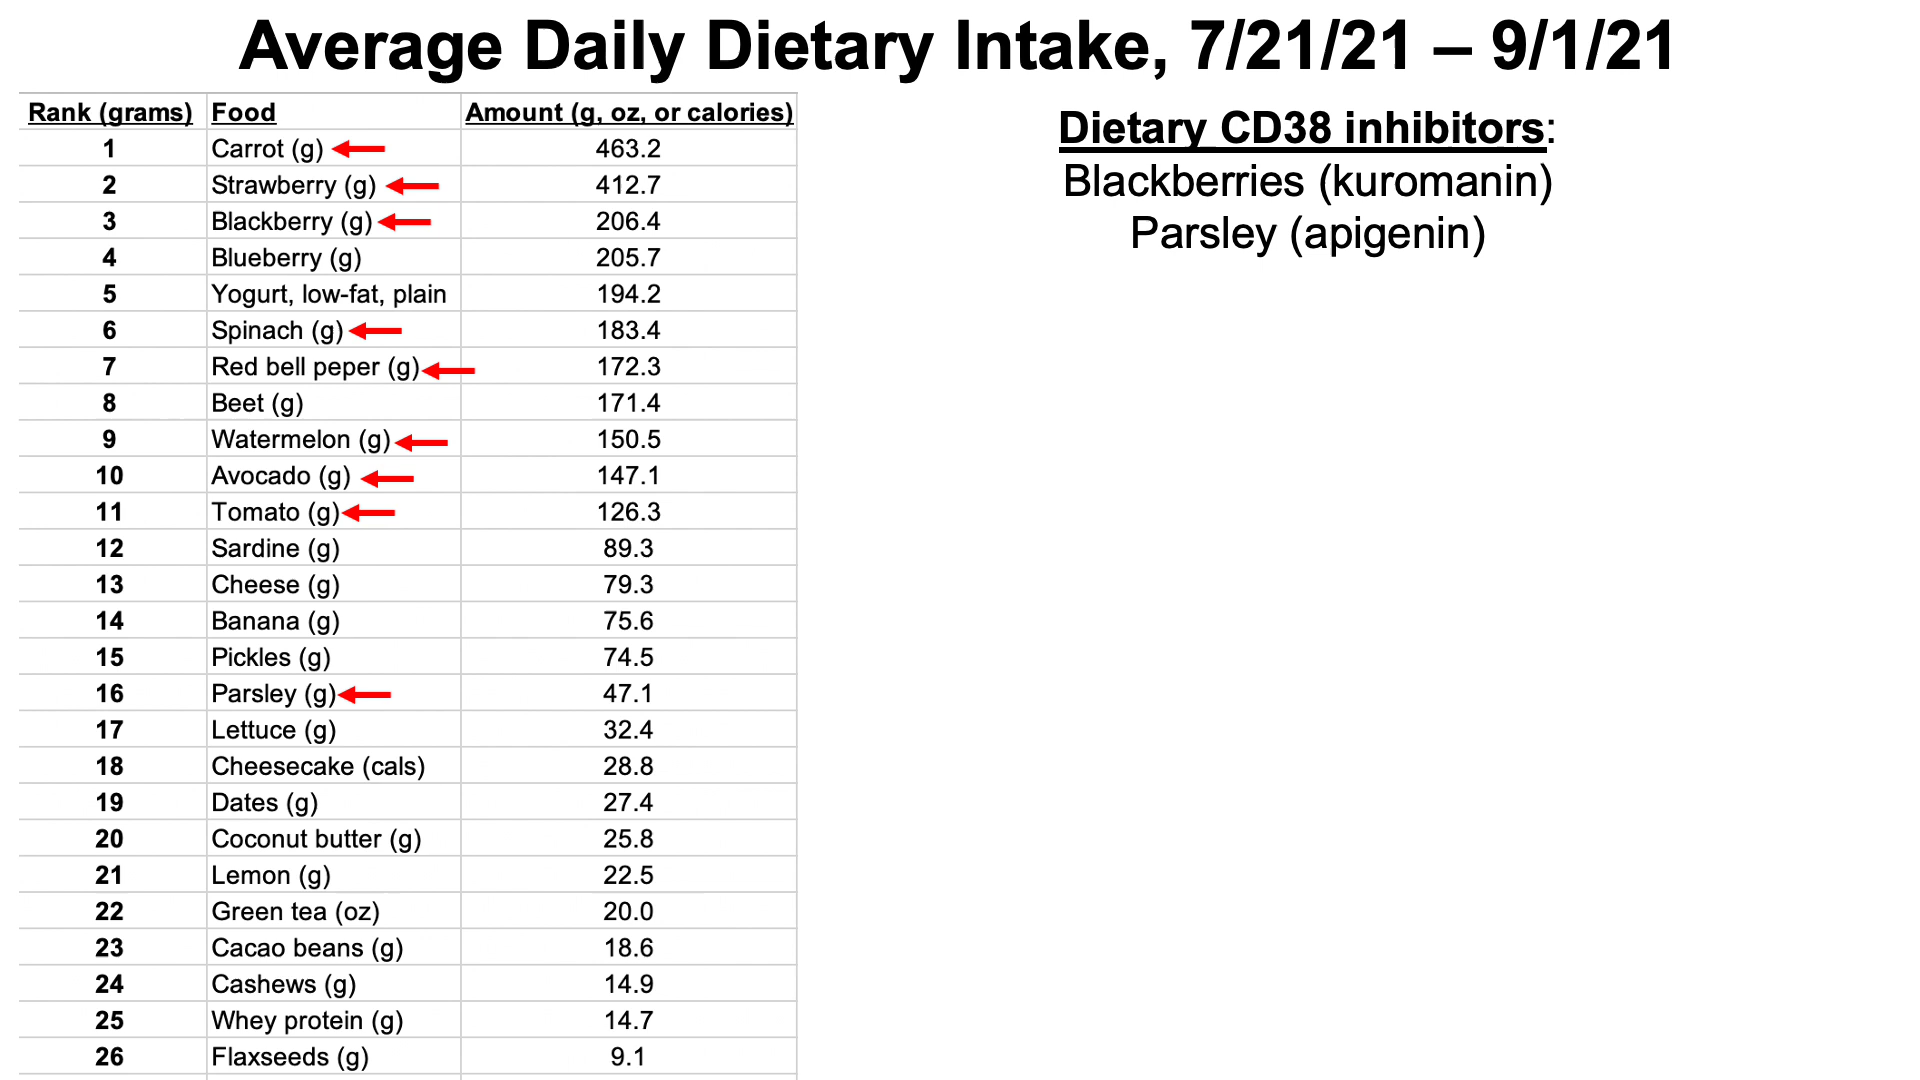 Average Daily Dietary Intake, 7/21/21 – 9/1/21
Rank (grams) Food Amount (g, oz, or calories)
1 Carrot (g) 463.2
2 Strawberry (g) 412.7
3 Blackberry (g) 206.4
4 Blueberry (g) 205.7
5 Yogurt, low-fat, plain 194.2
6 Spinach (g) 183.4
7 Red bell peper (g) 172.3
8 Beet (g) 171.4
9 Watermelon (g) 150.5
10 Avocado (g) 147.1
11 Tomato (g) 126.3
12 Sardine (g) 89.3
13 Cheese (g) 79.3
14 Banana (g) 75.6
15 Pickles (g) 74.5
16 Parsley (g) 47.1
17 Lettuce (g) 32.4
18 Cheesecake (cals) 28.8
19 Dates (g) 27.4
20 Coconut butter (g) 25.8
21 Lemon (g) 22.5
22 Green tea (oz) 20.0
23 Cacao beans (g) 18.6
24 Cashews (g) 14.9
25 Whey protein (g) 14.7
26 Flaxseeds (g) 9.1
Dietary CD38 inhibitors:
Blackberries (kuromanin)
Parsley (apigenin)